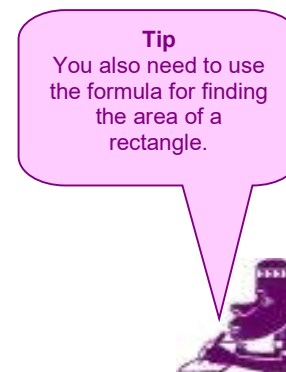 Tip
You also need to use
the formula for finding
the area of a
rectangle.